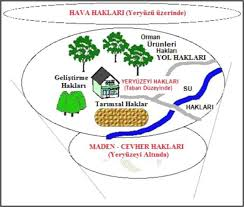 HAVA HAKLARI (Yeryüzü üzerinde)
Orman
Ürünleri
Hakları
YOL HAKLARI
Geliştirme
Hakları
YERYÜZEYİ HAKLARI
(Taban Düzeyinde)
SU
HAKLARI
Tarımsal Haklar
MADEN - CEVHER HAKLARI
(Yeryüzeyi Altında)